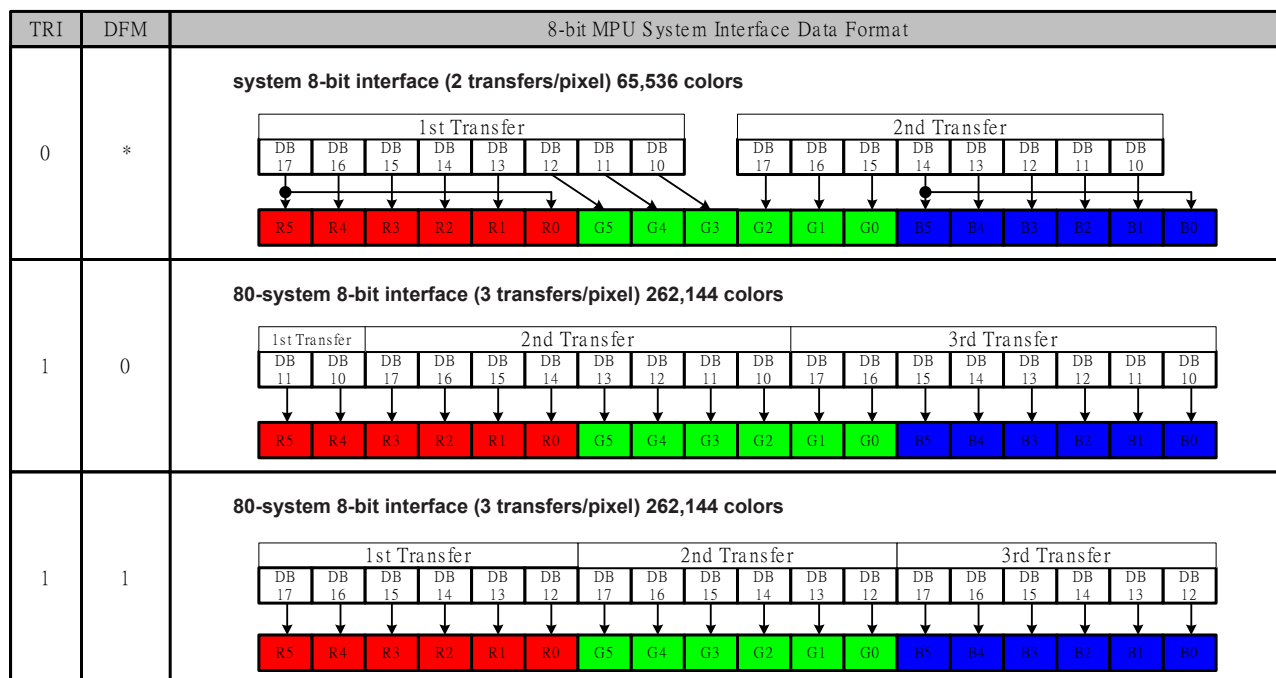 TRI DFM 8-bit MPU System Interface Data Format
0 *
system 8-bit interface (2 transfers/pixel) 65,536 colors
1st Transfer 2nd Transfer
DB DB DB DB DB DB DB DB DB DB DB DB DB DB DB DB
17 16 15 14 13 12 11 10 17 16 15 14 13 12 11 10
R5 R4 R3 R2 R1 R0 G5 G4 G3 G2 G1 G0 B5 B4 B3 B2 B1 B0
1 0
80-system 8-bit interface (3 transfers/pixel) 262,144 colors
1st Transfer 2nd Transfer 3rd Transfer
DB DB DB DB DB DB DB DB DB DB DB DB DB DB DB DB DB DB
11 10 17 16 15 14 13 12 11 10 17 16 15 14 13 12 11 10
R5 R4 R3 R2 R1 R0 G5 G4 G3 G2 G1 G0 B5 B4 B3 B2 B1 B0
1 1
80-system 8-bit interface (3 transfers/pixel) 262,144 colors
1st Transfer 2nd Transfer 3rd Transfer
DB DB DB DB DB DB DB DB DB DB DB DB DB DB DB DB DB DB
17 16 15 14 13 12 17 16 15 14 13 12 17 16 15 14 13 12
R5 R4 R3 R2 R1 R0 G5 G4 G3 G2 G1 G0 B5 B4 B3 B2 B1 B0